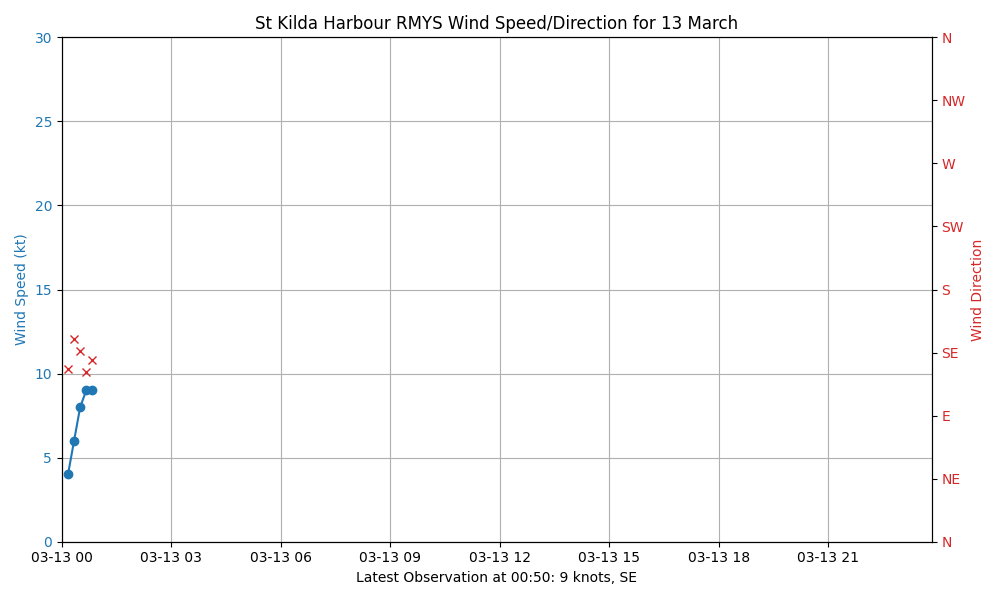 St Kilda Harbour RMYS Wind Speed/Direction for 13 March
30
25
20
15
10
5
0
Wind Speed (kt)
N
NW
W
SW
S
SE
E
NE
N
Wind Direction
03-13 00
03-13 03
03-13 06
03-13 09
03-13 12
03-13 15
03-13 18
03-13 21
Latest Observation at 00:50: 9 knots, SE